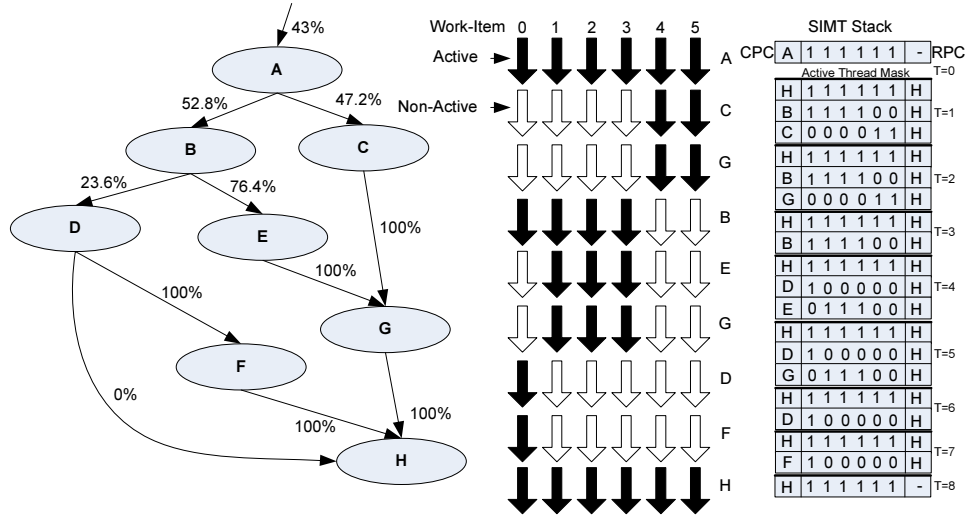 43%
A
52.8%
47.2%
B
C
23.6%
76.4%
D
E
100%
100%
100%
G
F
0%
100%
100%
H
Work-Item 0 1 2 3 4 5
Active
A
Non-Active
C
G
B
E
G
D
F
H
SIMT Stack
CPC A 1 1 1 1 1 1 - RPC
T=0
Active Thread Mask
H 1 1 1 1 1 1 H
B 1 1 1 1 0 0 H T=1
C 0 0 0 0 1 1 H
H 1 1 1 1 1 1 H
B 1 1 1 1 0 0 H T=2
G 0 0 0 0 1 1 H
H 1 1 1 1 1 1 H
B 1 1 1 1 0 0 H T=3
H 1 1 1 1 1 1 H
D 1 0 0 0 0 0 H T=4
E 0 1 1 1 0 0 H
H 1 1 1 1 1 1 H
D 1 0 0 0 0 0 H T=5
G 0 1 1 1 0 0 H
H 1 1 1 1 1 1 H
D 1 0 0 0 0 0 H T=6
H 1 1 1 1 1 1 H
F 1 0 0 0 0 0 H T=7
H 1 1 1 1 1 1 - T=8